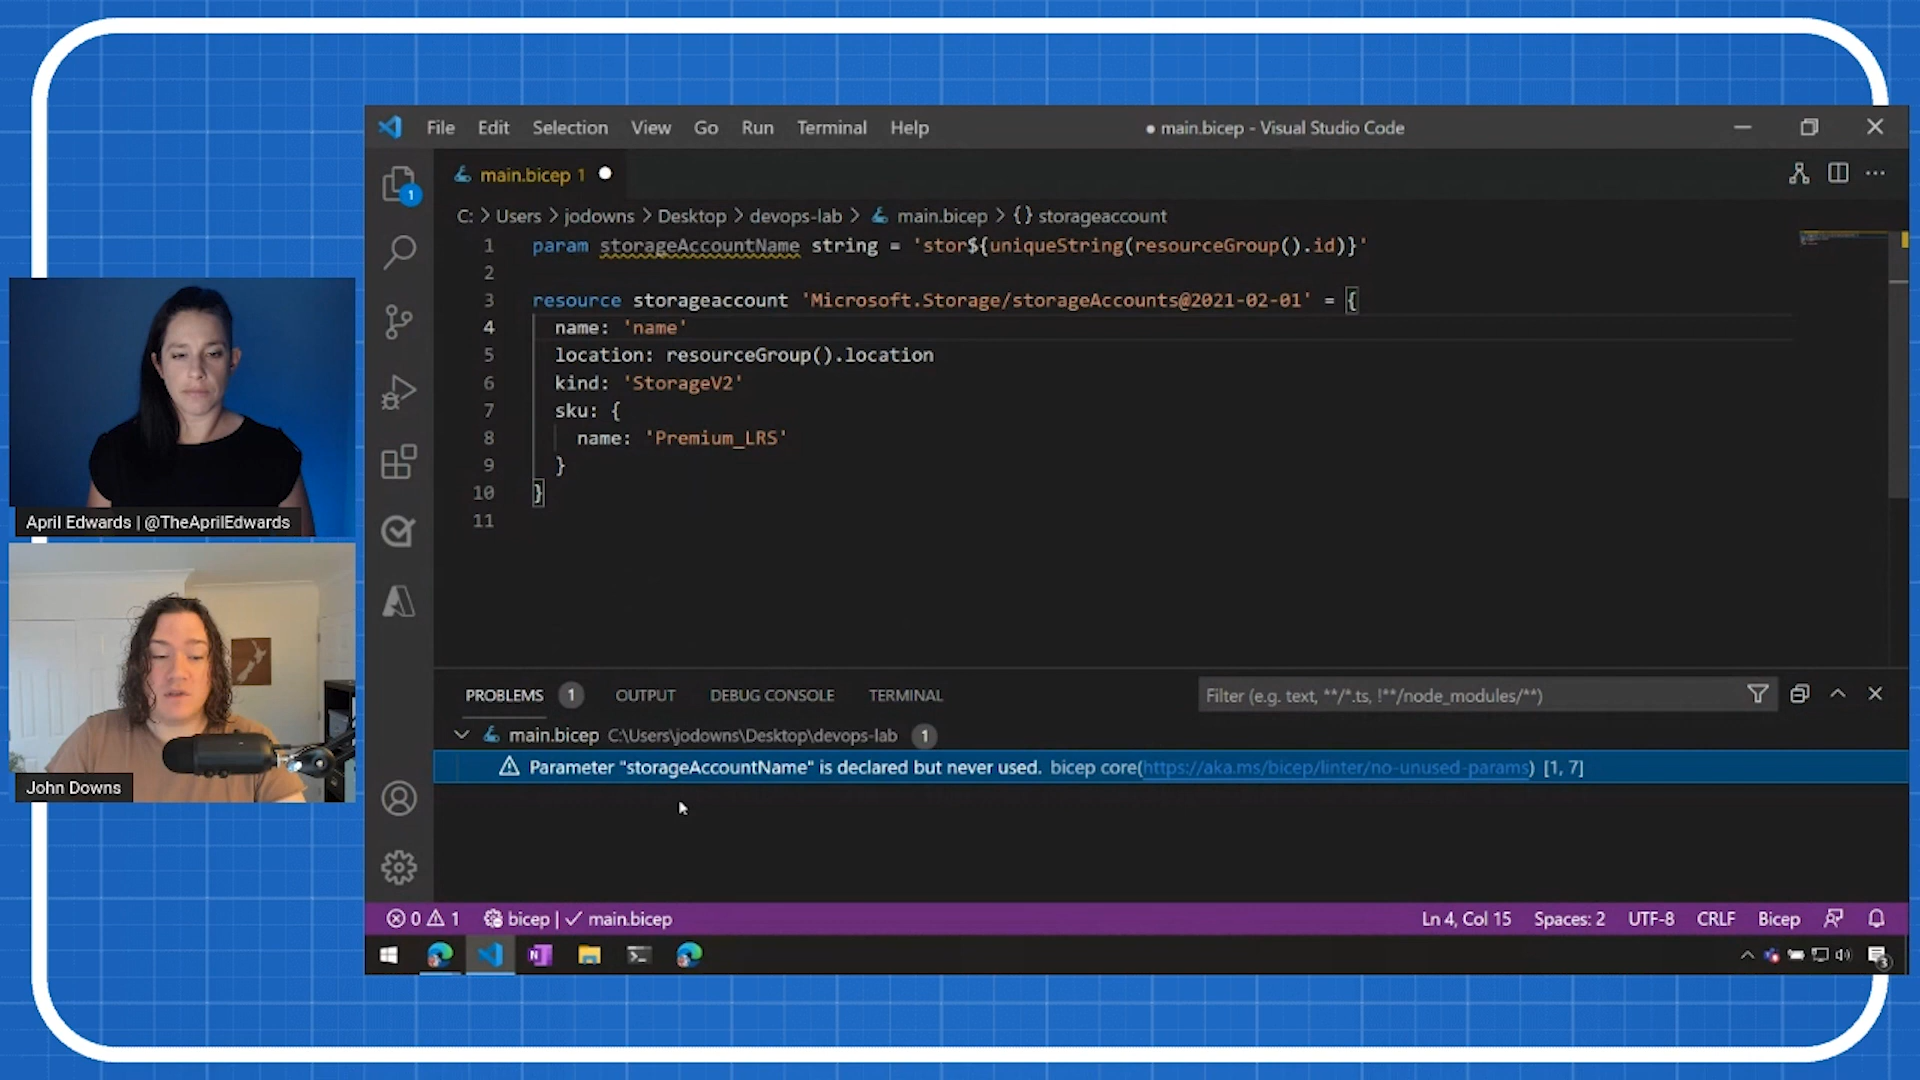 File Edit Selection View Go Run Terminal Help
● main.bicep - Visual Studio Code
1
main.bicep 1
C: > Users > jodowns > Desktop > devops-lab > main.bicep > {} storageaccount
1 param storageAccountName string = 'stor${uniqueString(resourceGroup().id)}'
2
3 resource storageaccount 'Microsoft.Storage/storageAccounts@2021-02-01' = {
4 name: 'name'
5 location: resourceGroup().location
6 kind: 'StorageV2'
7 sku: {
8 name: 'Premium_LRS'
9 }
10 }
11
April Edwards | @TheAprilEdwards
John Downs
PROBLEMS 1 OUTPUT DEBUG CONSOLE TERMINAL
Filter (e.g. text, **/*.ts, !**/node_modules/**)
main.bicep C:\Users\jodowns\Desktop\devops-lab 1
Parameter "storageAccountName" is declared but never used. bicep core(https://aka.ms/bicep/linter/no-unused-params) [1, 7]
0 1 bicep | ✓ main.bicep
Ln 4, Col 15 Spaces: 2 UTF-8 CRLF Bicep
N
3